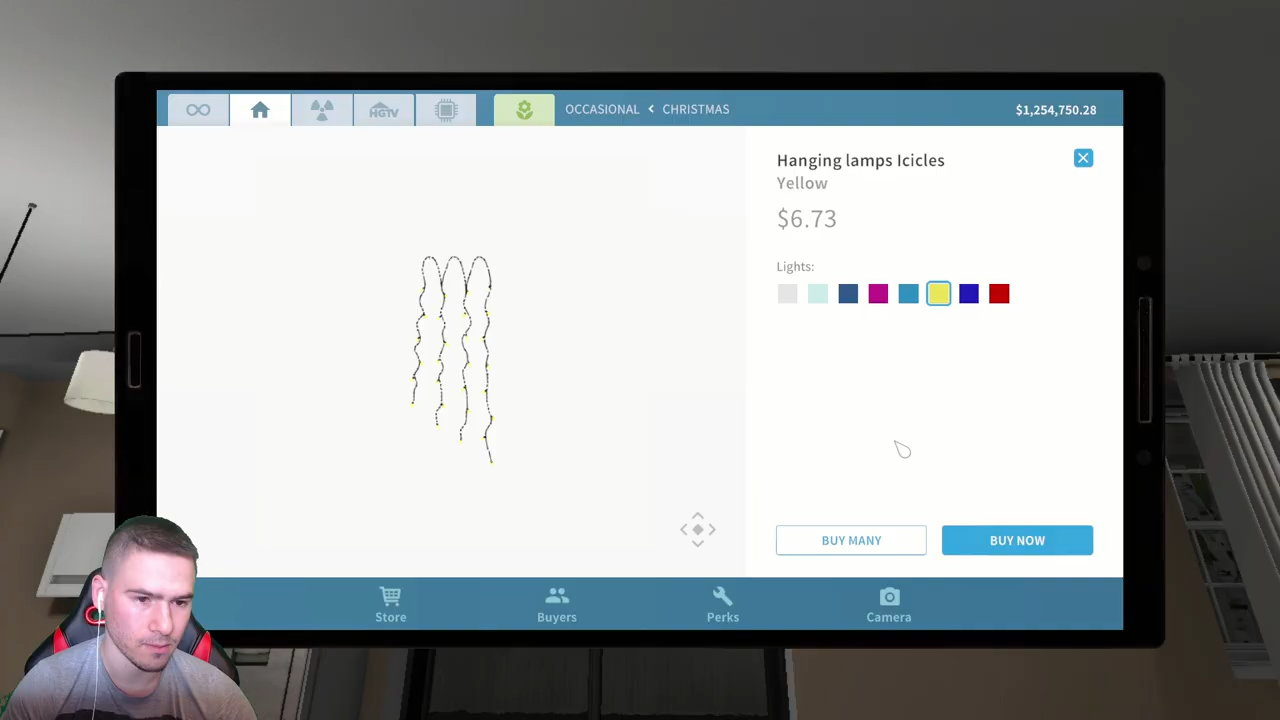 HGTV
OCCASIONAL < CHRISTMAS
$1,254,750.28
Hanging lamps Icicles
Yellow
$6.73
Lights:
BUY MANY
BUY NOW
Store
Buyers
Perks
Camera